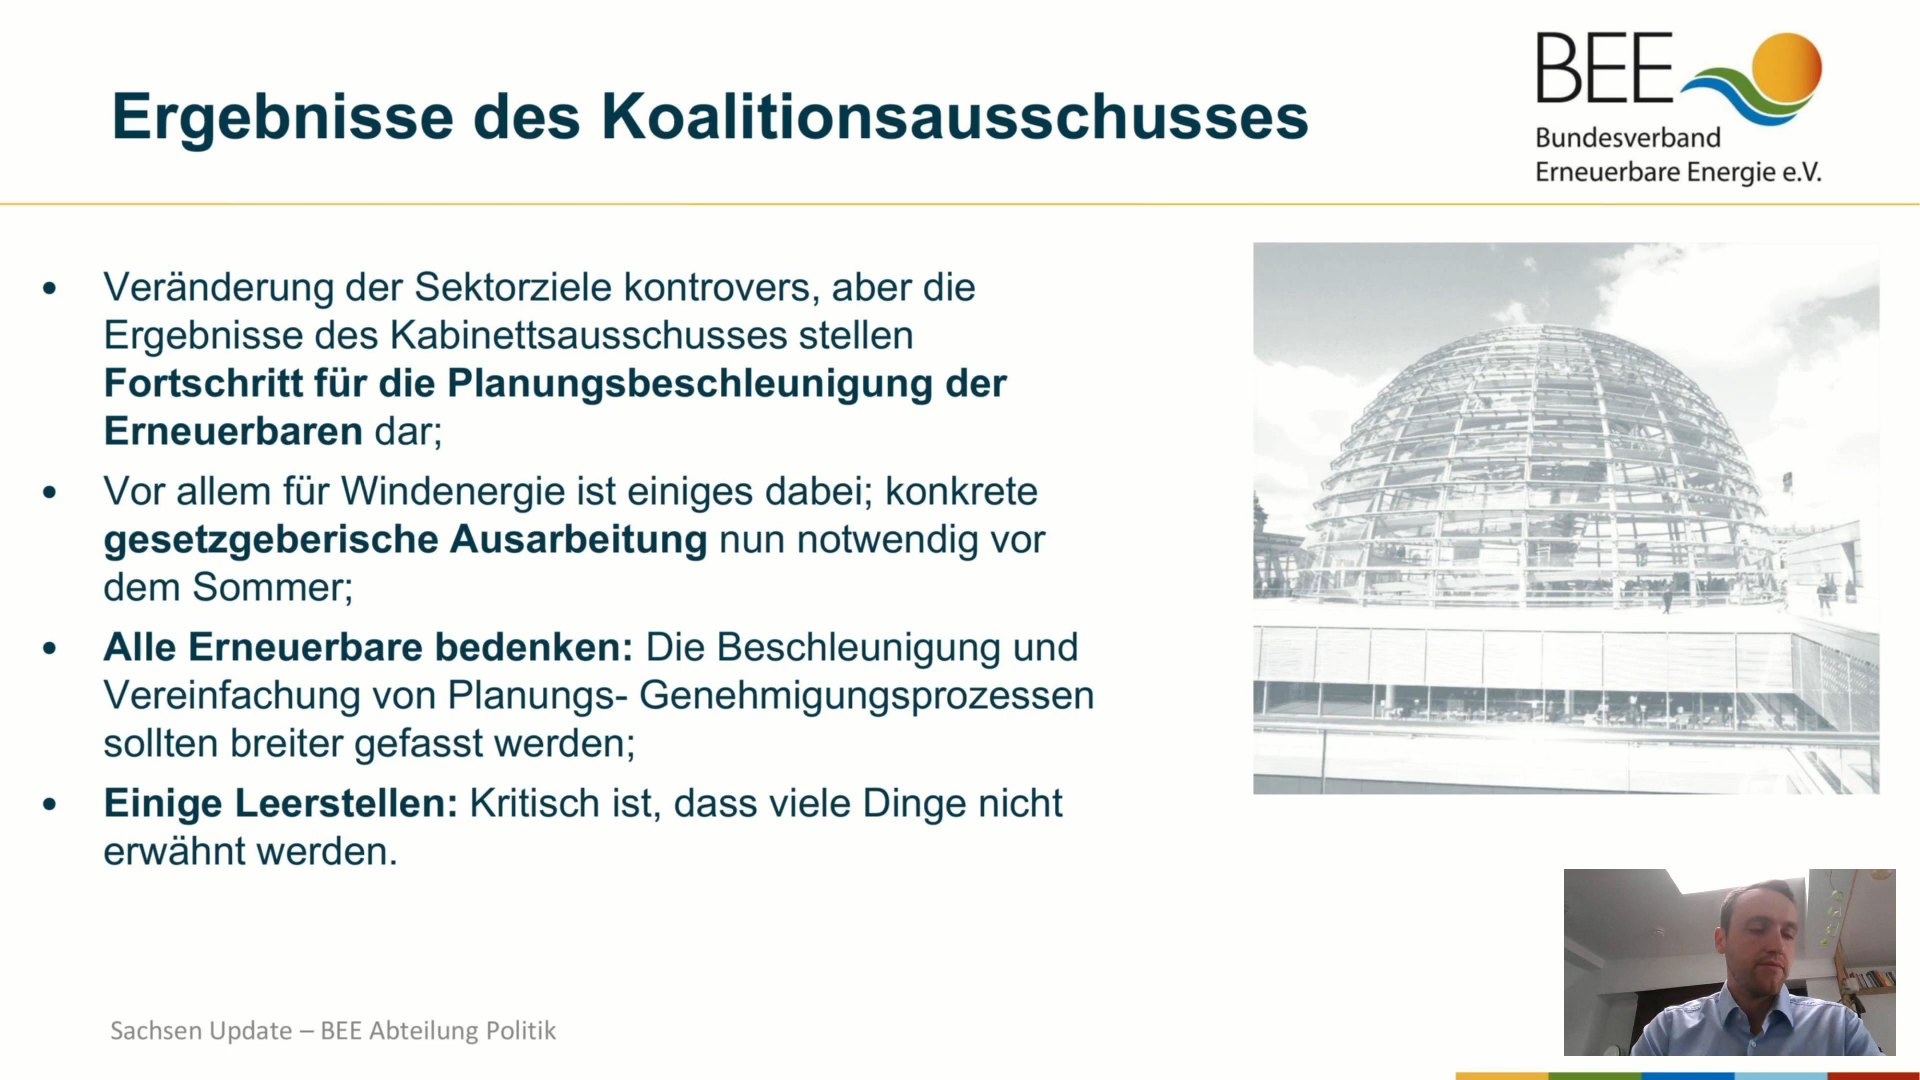 Ergebnisse des Koalitionsausschusses
BEE
Bundesverband
Erneuerbare Energie e.V.
• Veränderung der Sektorziele kontrovers, aber die
Ergebnisse des Kabinettsausschusses stellen
Fortschritt für die Planungsbeschleunigung der
Erneuerbaren dar;
• Vor allem für Windenergie ist einiges dabei; konkrete
gesetzgeberische Ausarbeitung nun notwendig vor
dem Sommer;
• Alle Erneuerbare bedenken: Die Beschleunigung und
Vereinfachung von Planungs- Genehmigungsprozessen
sollten breiter gefasst werden;
• Einige Leerstellen: Kritisch ist, dass viele Dinge nicht
erwähnt werden.
Sachsen Update – BEE Abteilung Politik